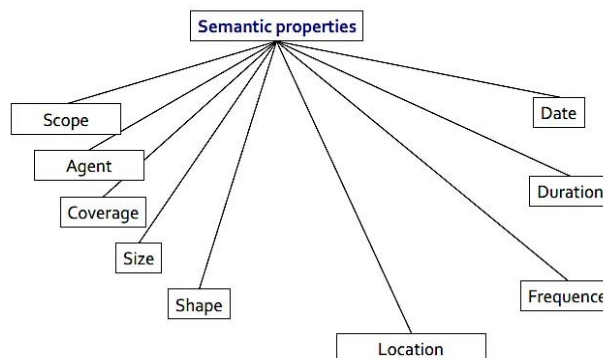 Semantic properties
Scope
Agent
Coverage
Size
Shape
Location
Frequence
Duration
Date